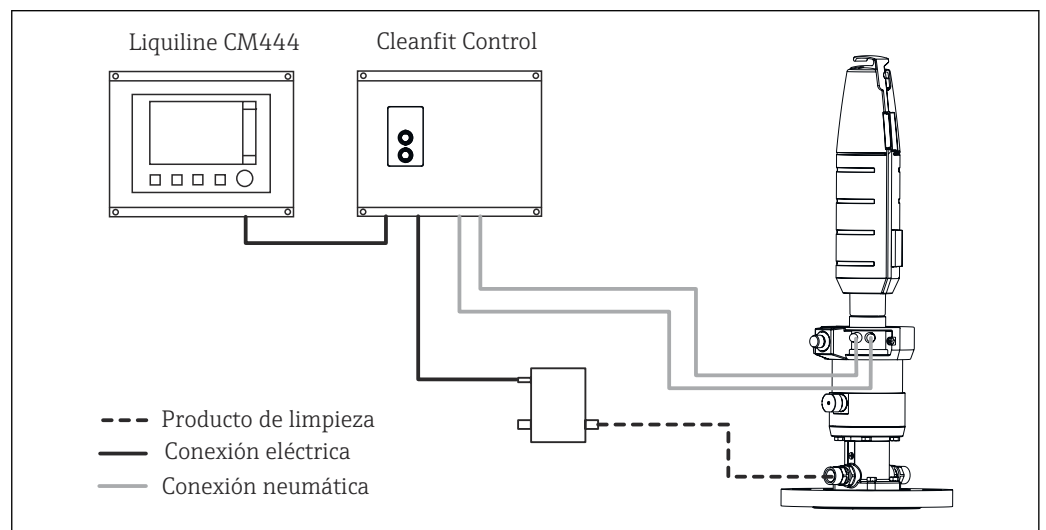 Liquiline CM444
Cleanfit Control
Producto de limpieza
Conexión eléctrica
Conexión neumática